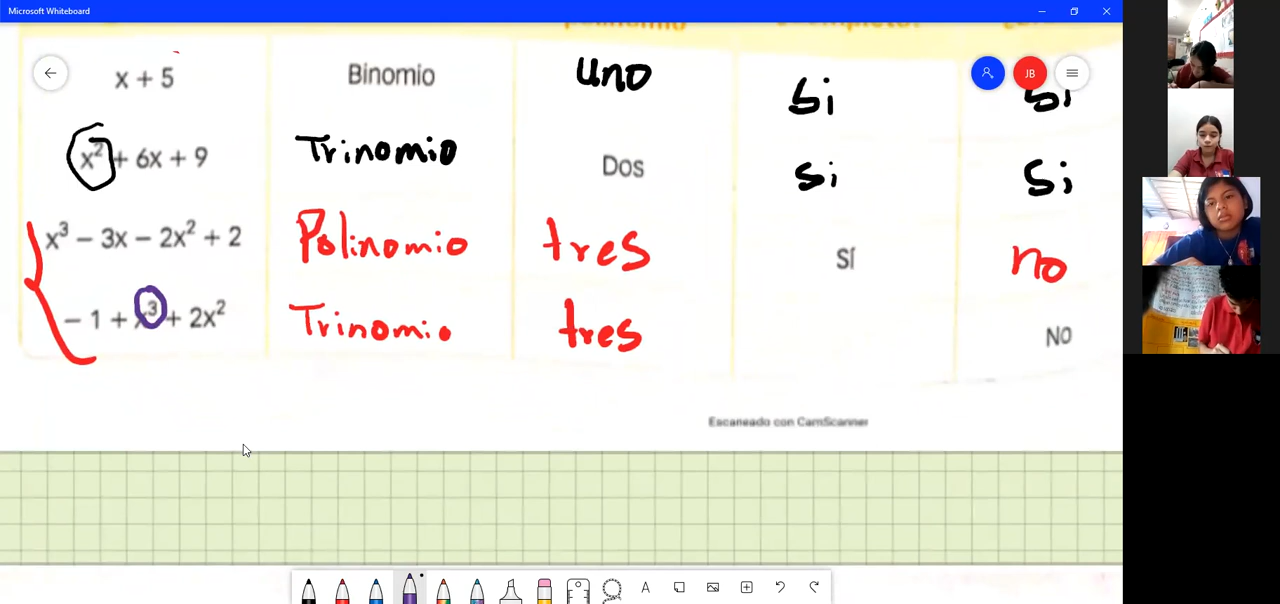 Microsoft Whiteboard
polinomio
x + 5 Binomio uno si si
JB
x² + 6x + 9 Trinomio Dos si si
x³ − 3x − 2x² + 2 Polinomio tres SÍ no
− 1 + x³ + 2x² Trinomio tres NO
Escaneado con CamScanner
A